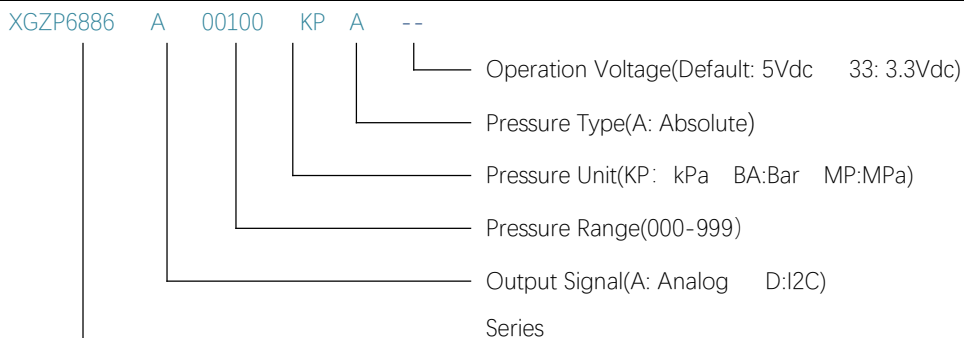 XGZP6886 A 00100 KP A --
Operation Voltage(Default: 5Vdc 33: 3.3Vdc)
Pressure Type(A: Absolute)
Pressure Unit(KP: kPa BA:Bar MP:MPa)
Pressure Range(000-999）
Output Signal(A: Analog D:I2C)
Series